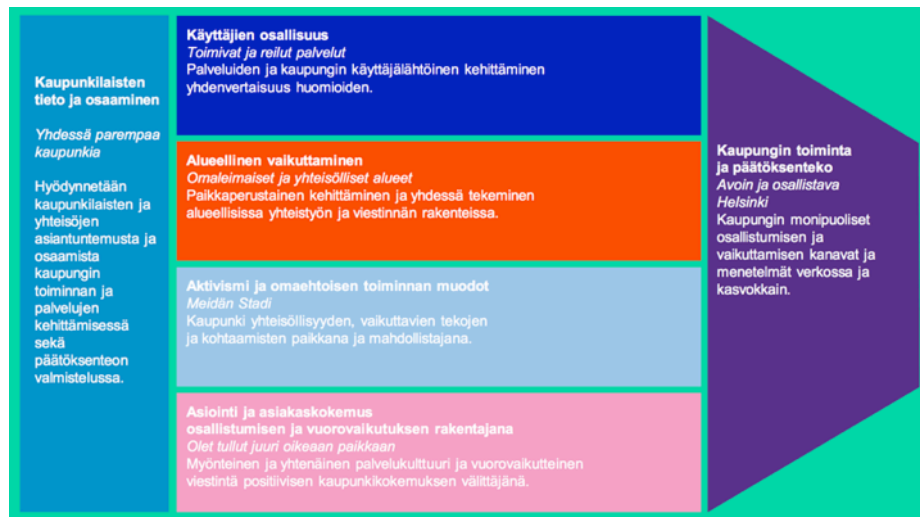 Kaupunkilaisten
tieto ja osaaminen
Yhdessä parempaa
kaupunkia
Hyödynnetään
kaupunkilaisten ja
yhteisöjen
asiantuntemusta ja
osaamista
kaupungin
toiminnan ja
palvelujen
kehittämisessä
sekä
päätöksenteon
valmistelussa.
Käyttäjien osallisuus
Toimivat ja reilut palvelut
Palveluiden ja kaupungin käyttäjälähtöinen kehittäminen
yhdenvertaisuus huomioiden.
Alueellinen vaikuttaminen
Omaleimaiset ja yhteisölliset alueet
Paikkaperustainen kehittäminen ja yhdessä tekeminen
alueellisissa yhteistyön ja viestinnän rakenteissa.
Aktivismi ja omaehtoisen toiminnan muodot
Meidän Stadi
Kaupunki yhteisöllisyyden, vaikuttavien tekojen
ja kohtaamisten paikkana ja mahdollistajana.
Asiointi ja asiakaskokemus
osallistumisen ja vuorovaikutuksen rakentajana
Olet tullut juuri oikeaan paikkaan
Myönteinen ja yhtenäinen palvelukulttuuri ja vuorovaikutteinen
viestintä positiivisen kaupunkikokemuksen välittäjänä.
Kaupungin toiminta
ja päätöksenteko
Avoin ja osallistava
Helsinki
Kaupungin monipuoliset
osallistumisen ja
vaikuttamisen kanavat ja
menetelmät verkossa ja
kasvokkain.